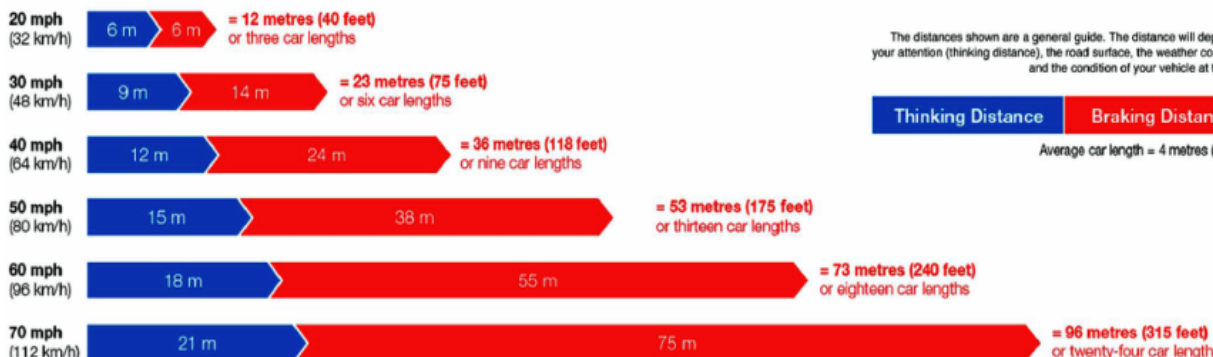 20 mph
(32 km/h)
6 m
6 m
= 12 metres (40 feet)
or three car lengths
The distances shown are a general guide. The distance will dep
your attention (thinking distance), the road surface, the weather co
and the condition of your vehicle at t
30 mph
(48 km/h)
9 m
14 m
= 23 metres (75 feet)
or six car lengths
Thinking Distance
Braking Distan
Average car length = 4 metres (
40 mph
(64 km/h)
12 m
24 m
= 36 metres (118 feet)
or nine car lengths
50 mph
(80 km/h)
15 m
38 m
= 53 metres (175 feet)
or thirteen car lengths
60 mph
(96 km/h)
18 m
55 m
= 73 metres (240 feet)
or eighteen car lengths
70 mph
(112 km/h)
21 m
75 m
= 96 metres (315 feet)
or twenty-four car length